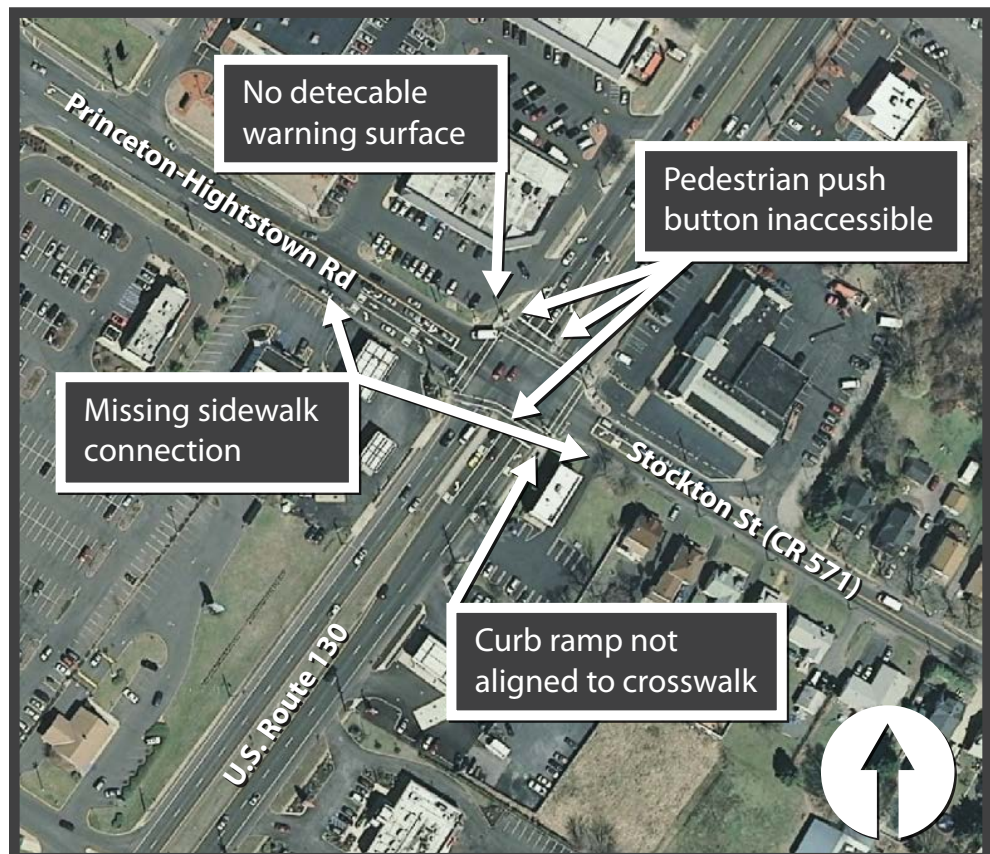 No detecable
warning surface
Princeton-Hightstown Rd
Pedestrian push
button inaccessible
Missing sidewalk
connection
Stockton St (CR 571)
Curb ramp not
aligned to crosswalk
U.S. Route 130